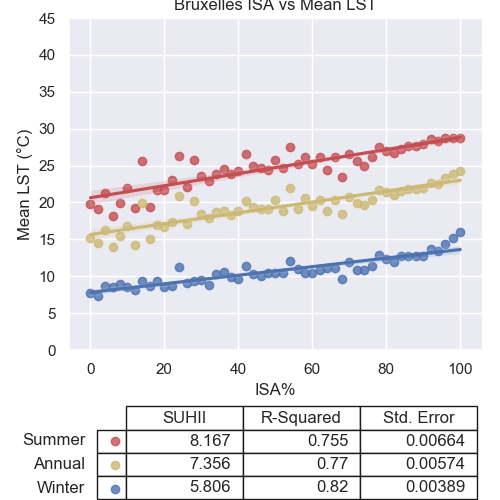 Bruxelles ISA vs Mean LST
45
40
35
30
25
20
15
10
5
0
Mean LST (°C)
0 20 40 60 80 100
ISA%
SUHII R-Squared Std. Error
Summer 8.167 0.755 0.00664
Annual 7.356 0.77 0.00574
Winter 5.806 0.82 0.00389